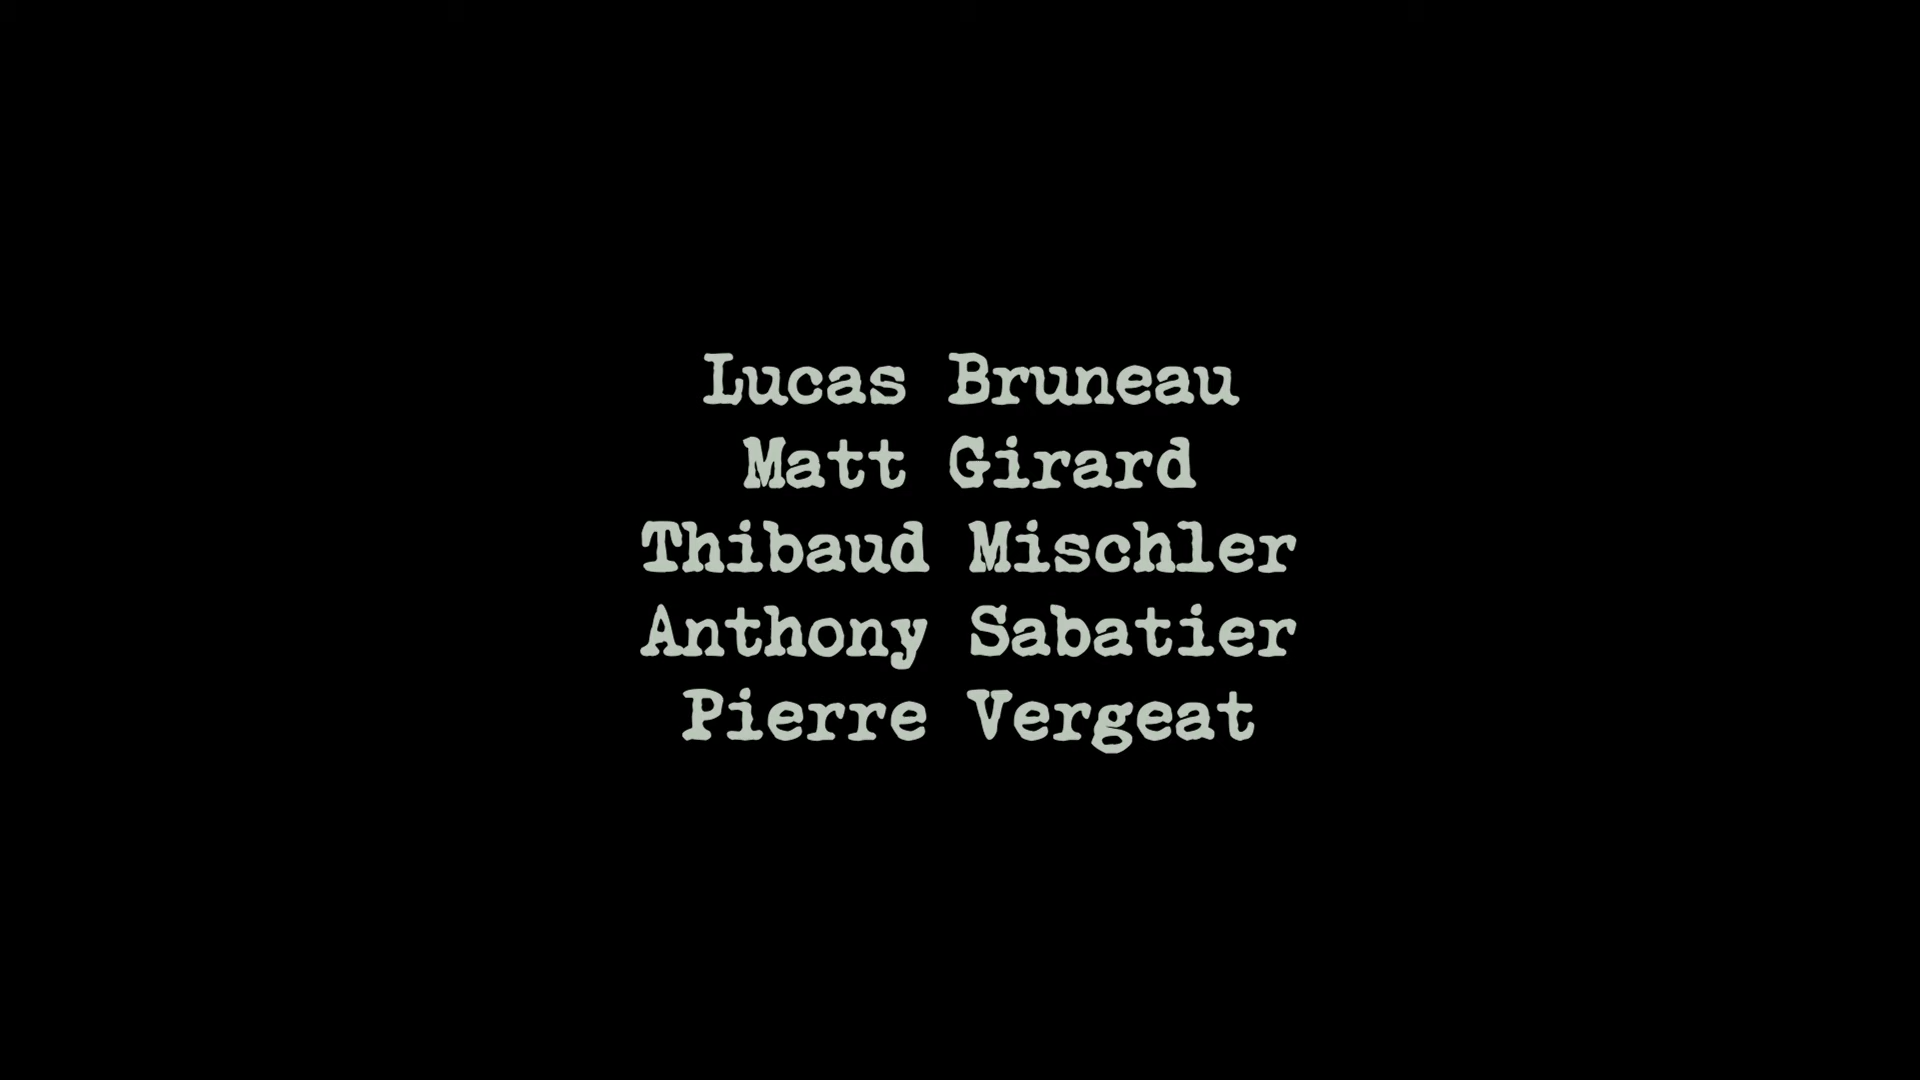 Lucas Bruneau
Matt Girard
Thibaud Mischler
Anthony Sabatier
Pierre Vergeat